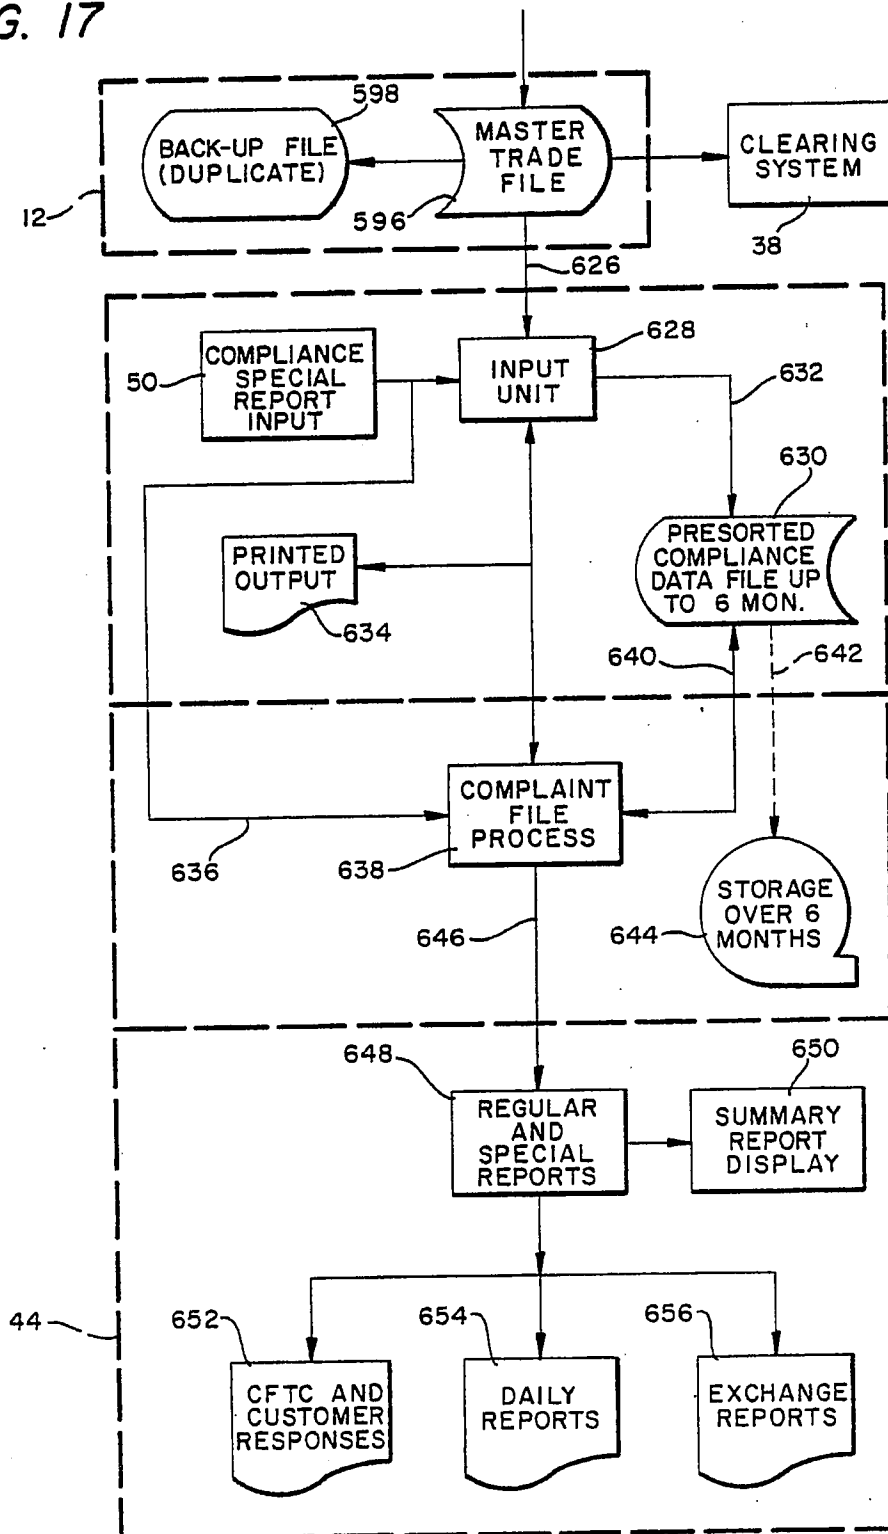 G. 17
598
BACK-UP FILE
(DUPLICATE)
MASTER
TRADE
FILE
596
CLEARING
SYSTEM
38
12
626
COMPLIANCE
SPECIAL
REPORT
INPUT
50
INPUT
UNIT
628
632
630
PRINTED
OUTPUT
634
PRESORTED
COMPLIANCE
DATA FILE UP
TO 6 MON.
640
642
COMPLAINT
FILE
PROCESS
636
638
STORAGE
OVER 6
MONTHS
644
646
648
650
REGULAR
AND
SPECIAL
REPORTS
SUMMARY
REPORT
DISPLAY
44
652
654
656
CFTC AND
CUSTOMER
RESPONSES
DAILY
REPORTS
EXCHANGE
REPORTS